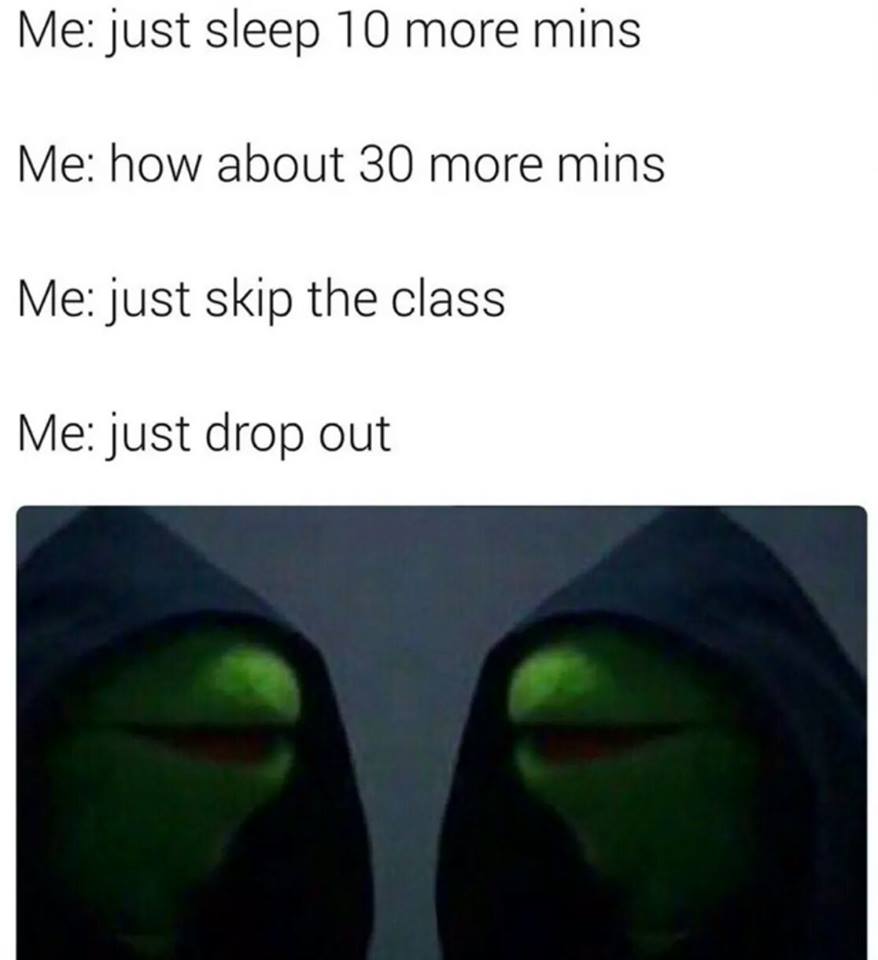 Me: just sleep 10 more mins
Me: how about 30 more mins
Me: just skip the class
Me: just drop out